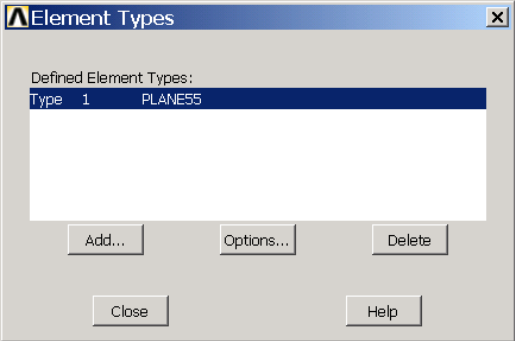 Element Types
Defined Element Types:
Type 1 PLANE55
Add... Options... Delete
Close Help